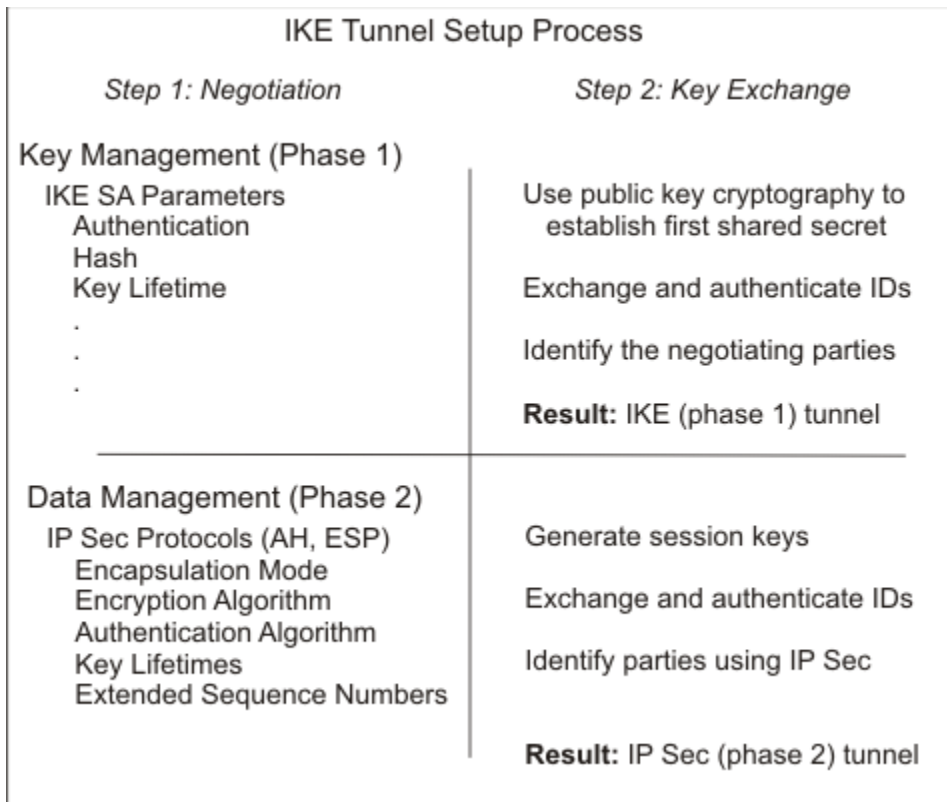 IKE Tunnel Setup Process
Step 1: Negotiation
Step 2: Key Exchange
Key Management (Phase 1)
IKE SA Parameters
Authentication
Hash
Key Lifetime
.
.
.
Use public key cryptography to
establish first shared secret
Exchange and authenticate IDs
Identify the negotiating parties
Result: IKE (phase 1) tunnel
Data Management (Phase 2)
IP Sec Protocols (AH, ESP)
Encapsulation Mode
Encryption Algorithm
Authentication Algorithm
Key Lifetimes
Extended Sequence Numbers
Generate session keys
Exchange and authenticate IDs
Identify parties using IP Sec
Result: IP Sec (phase 2) tunnel